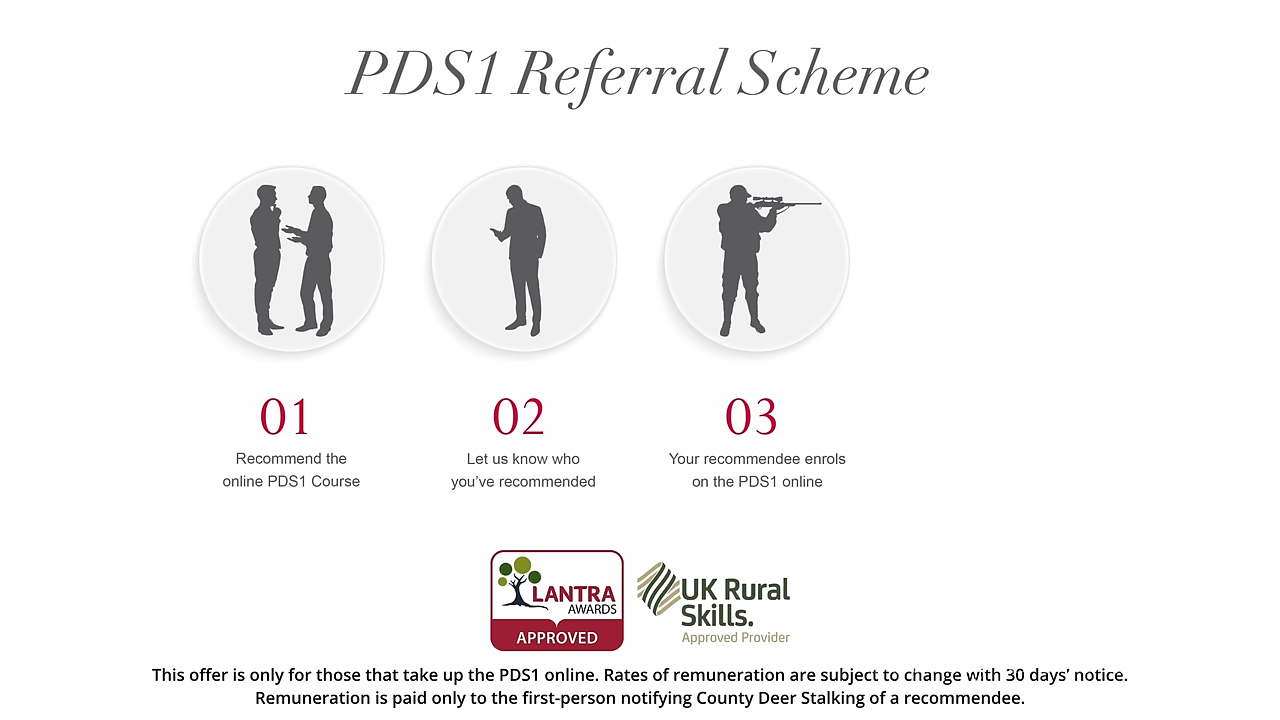 PDS1 Referral Scheme
01
02
03
Recommend the
online PDS1 Course
Let us know who
you’ve recommended
Your recommendee enrols
on the PDS1 online
LANTRA
AWARDS
APPROVED
UK Rural
Skills.
Approved Provider
This offer is only for those that take up the PDS1 online. Rates of remuneration are subject to change with 30 days’ notice.
Remuneration is paid only to the first-person notifying County Deer Stalking of a recommendee.